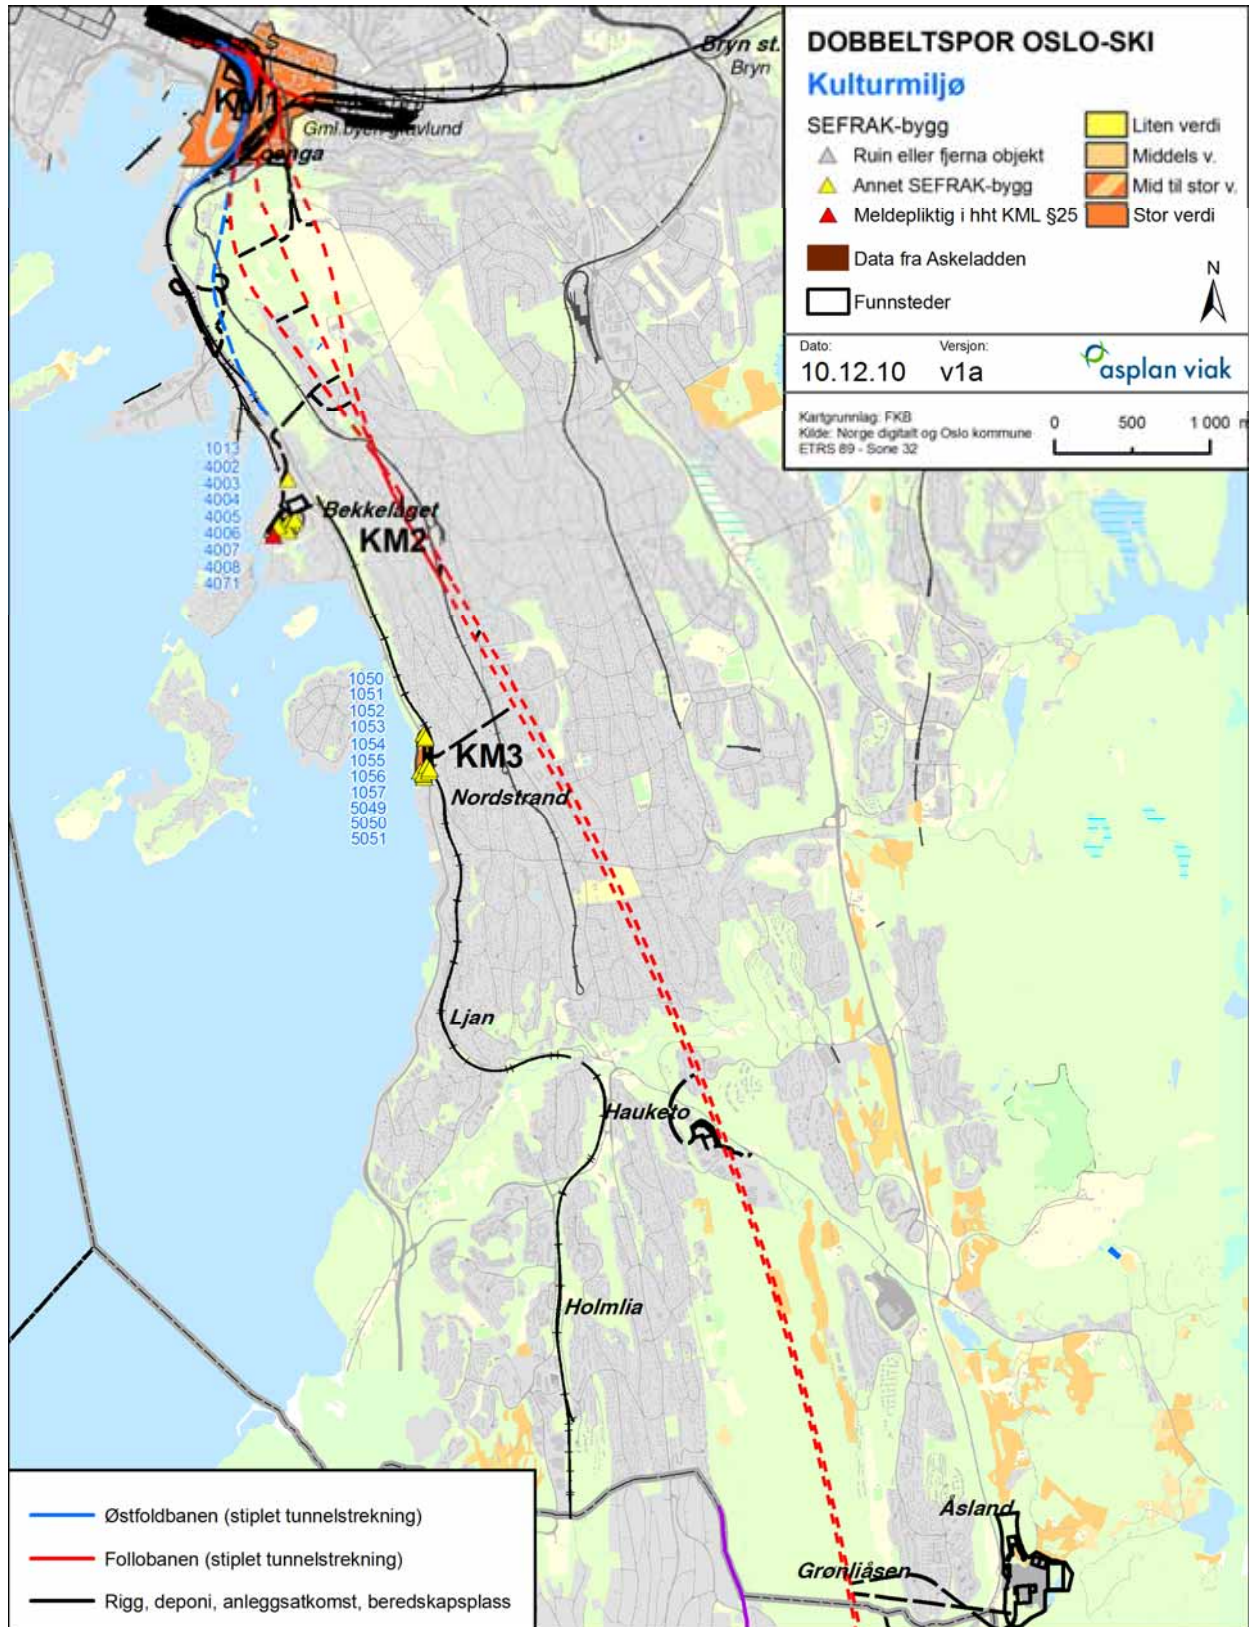 DOBBELTSPOR OSLO-SKI
Kulturmiljø
SEFRAK-bygg
Ruin eller fjerna objekt
Annet SEFRAK-bygg
Meldepliktig i hht KML §25
Data fra Askeladden
Funnsteder
Liten verdi
Middels v.
Mid til stor v.
Stor verdi
N
Dato:
10.12.10
Versjon:
v1a
asplan viak
Kartgrunnlag: FKB
Kilde: Norge digitalt og Oslo kommune
ETRS 89 - Sone 32
0 500 1 000 m
Bryn st.
Bryn
KM1
Gml.byen gravlund
Loenga
1013
4002
4003
4004
4005
4006
4007
4008
4071
Bekkelaget
KM2
1050
1051
1052
1053
1054
1055
1056
1057
5049
5050
5051
KM3
Nordstrand
Ljan
Hauketo
Holmlia
Åsland
Grønliåsen
Østfoldbanen (stiplet tunnelstrekning)
Follobanen (stiplet tunnelstrekning)
Rigg, deponi, anleggsatkomst, beredskapsplass